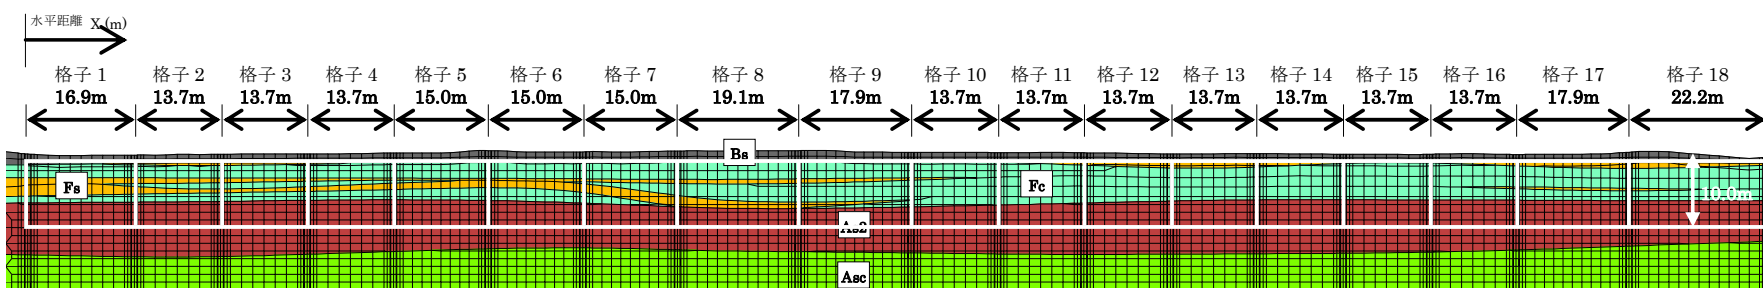 水平距離 X (m)
格子 1 格子 2 格子 3 格子 4 格子 5 格子 6 格子 7 格子 8 格子 9 格子 10 格子 11 格子 12 格子 13 格子 14 格子 15 格子 16 格子 17 格子 18
16.9m 13.7m 13.7m 13.7m 15.0m 15.0m 15.0m 19.1m 17.9m 13.7m 13.7m 13.7m 13.7m 13.7m 13.7m 13.7m 17.9m 22.2m
Bs
Fs
Fc
10.0m
As2
Asc